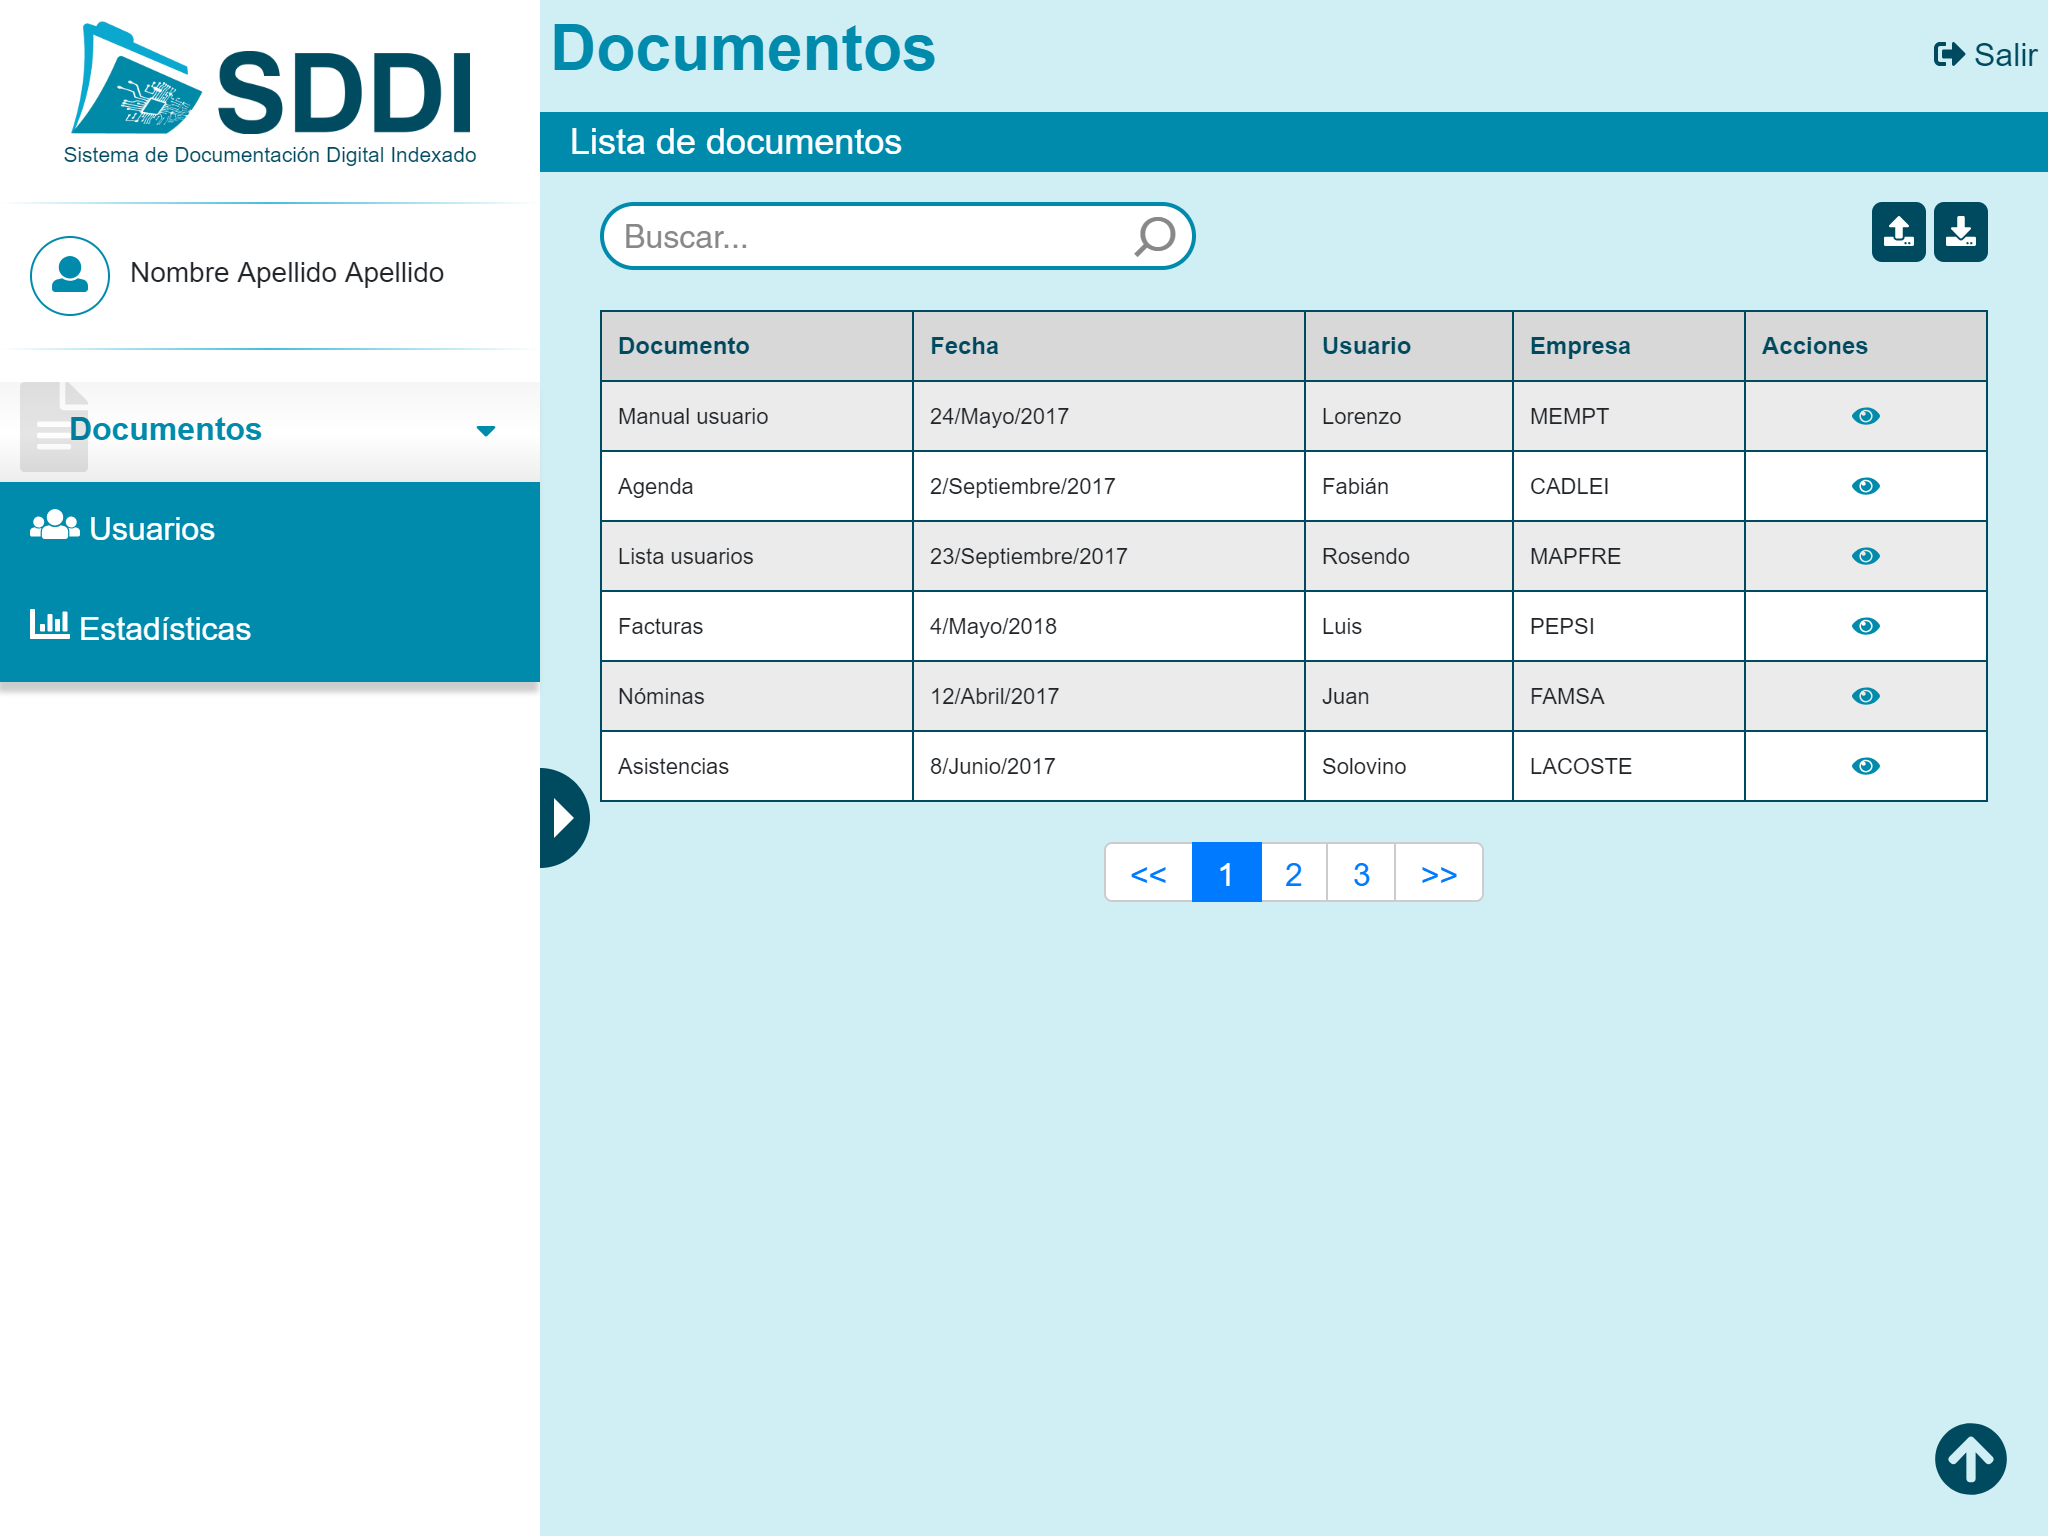 SDDI
Sistema de Documentación Digital Indexado
Nombre Apellido Apellido
Documentos
Usuarios
Estadísticas
Documentos
Salir
Lista de documentos
Buscar...
Documento Fecha Usuario Empresa Acciones
Manual usuario 24/Mayo/2017 Lorenzo MEMPT
Agenda 2/Septiembre/2017 Fabián CADLEI
Lista usuarios 23/Septiembre/2017 Rosendo MAPFRE
Facturas 4/Mayo/2018 Luis PEPSI
Nóminas 12/Abril/2017 Juan FAMSA
Asistencias 8/Junio/2017 Solovino LACOSTE
<< 1 2 3 >>